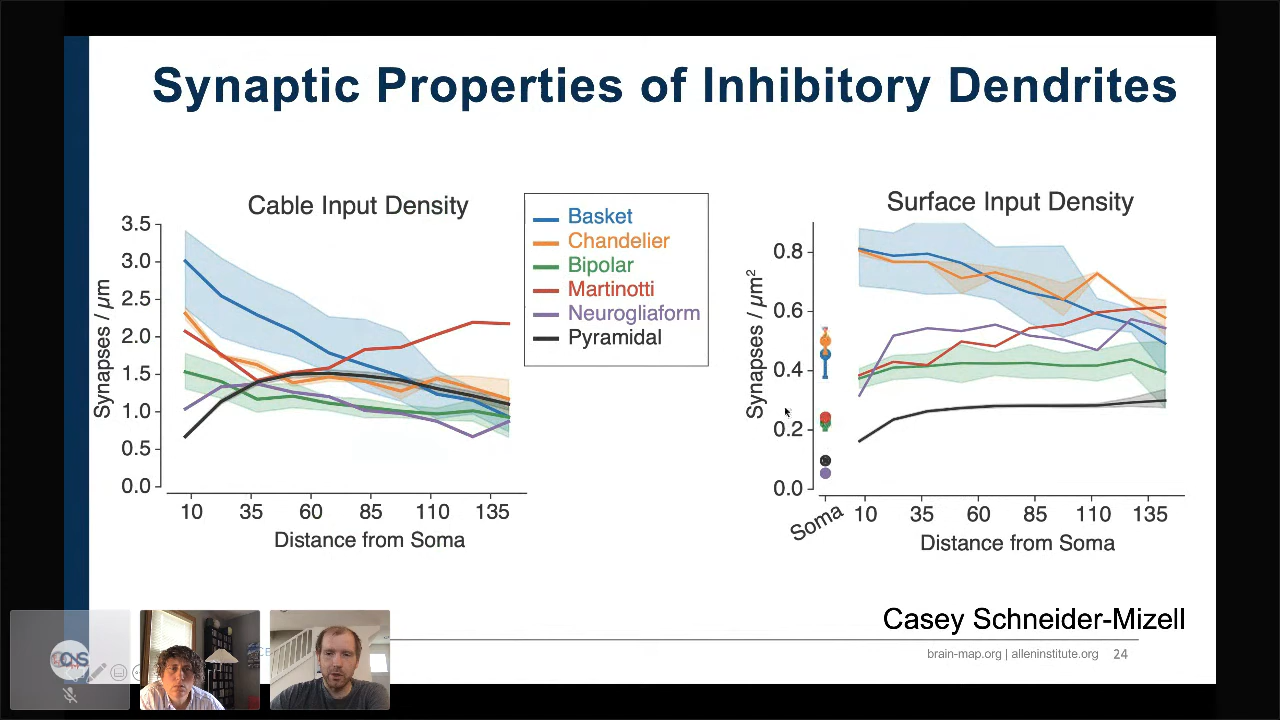 Synaptic Properties of Inhibitory Dendrites
Cable Input Density
3.5
3.0
2.5
2.0
1.5
1.0
0.5
0.0
Synapses / µm
10 35 60 85 110 135
Distance from Soma
Basket
Chandelier
Bipolar
Martinotti
Neurogliaform
Pyramidal
Surface Input Density
0.8
0.6
0.4
0.2
0.0
Synapses / µm²
Soma 10 35 60 85 110 135
Distance from Soma
Casey Schneider-Mizell
brain-map.org | alleninstitute.org 24